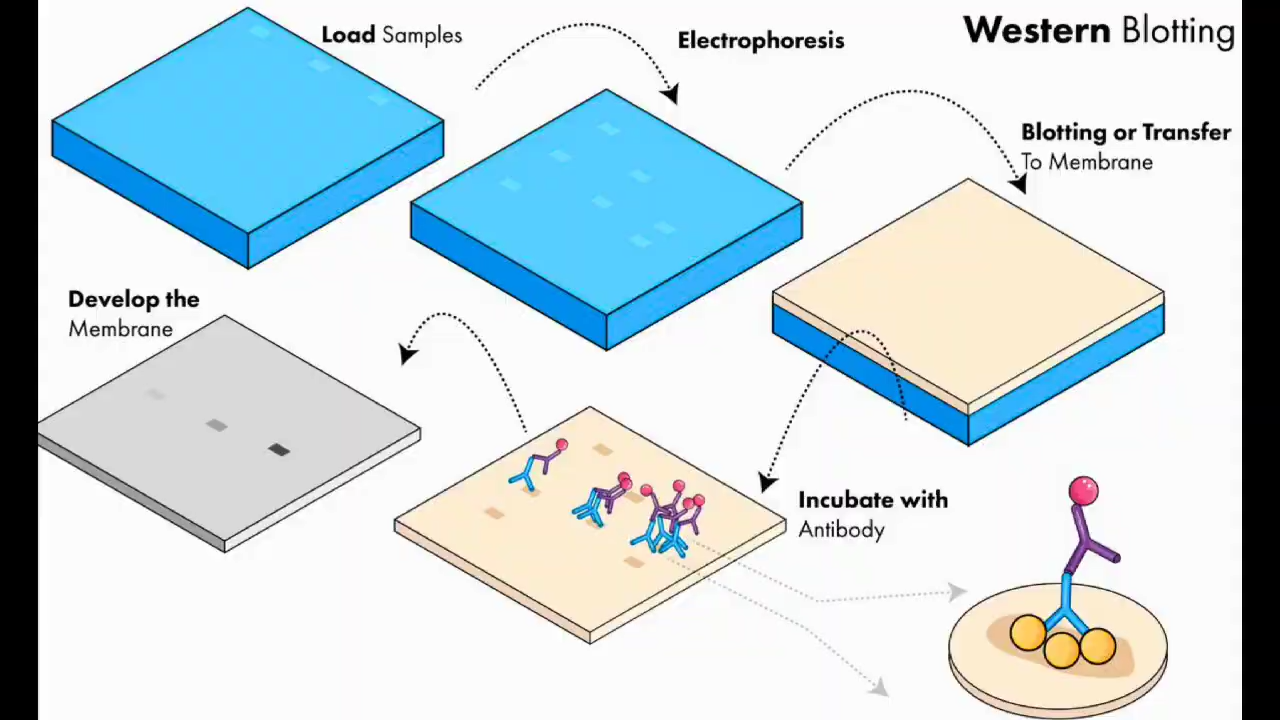 Western Blotting
Load Samples
Electrophoresis
Blotting or Transfer
To Membrane
Develop the
Membrane
Incubate with
Antibody